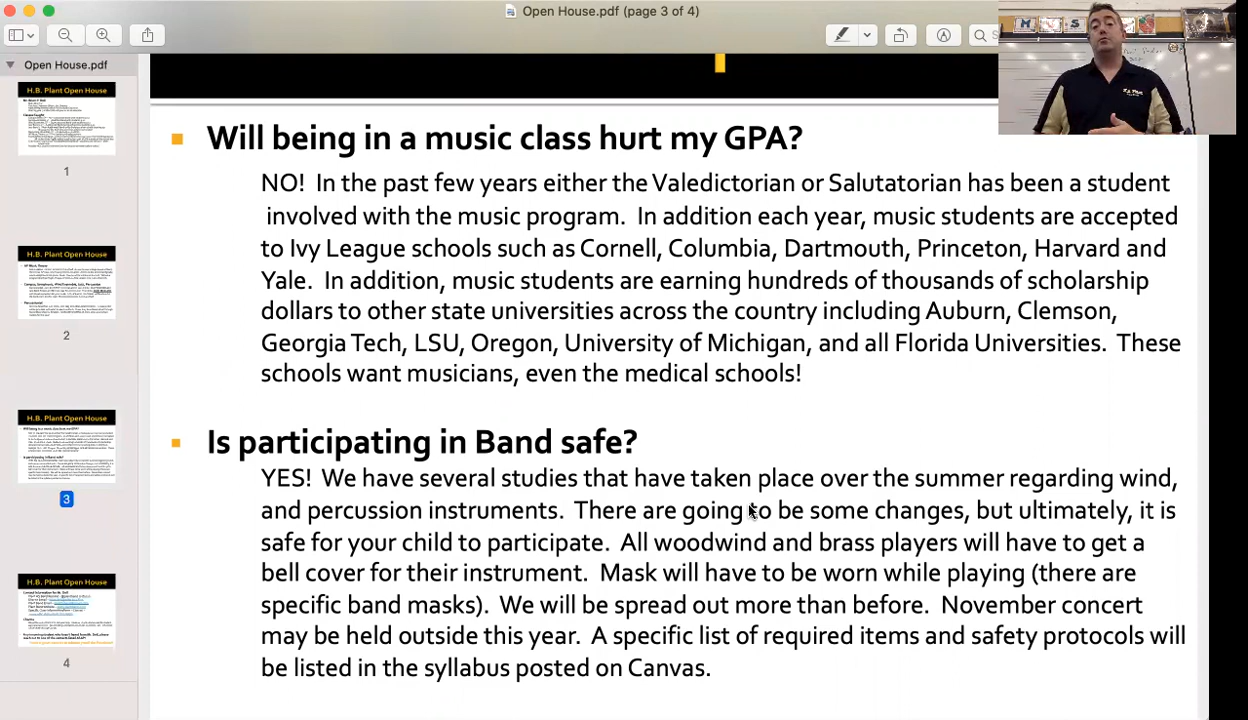 Open House.pdf (page 3 of 4)
Open House.pdf
H.B. Plant Open House
1
H.B. Plant Open House
2
H.B. Plant Open House
3
H.B. Plant Open House
4
Will being in a music class hurt my GPA?
NO! In the past few years either the Valedictorian or Salutatorian has been a student
involved with the music program. In addition each year, music students are accepted
to Ivy League schools such as Cornell, Columbia, Dartmouth, Princeton, Harvard and
Yale. In addition, music students are earning hundreds of thousands of scholarship
dollars to other state universities across the country including Auburn, Clemson,
Georgia Tech, LSU, Oregon, University of Michigan, and all Florida Universities. These
schools want musicians, even the medical schools!
Is participating in Band safe?
YES! We have several studies that have taken place over the summer regarding wind,
and percussion instruments. There are going to be some changes, but ultimately, it is
safe for your child to participate. All woodwind and brass players will have to get a
bell cover for their instrument. Mask will have to be worn while playing (there are
specific band masks). We will be spread out more than before. November concert
may be held outside this year. A specific list of required items and safety protocols will
be listed in the syllabus posted on Canvas.